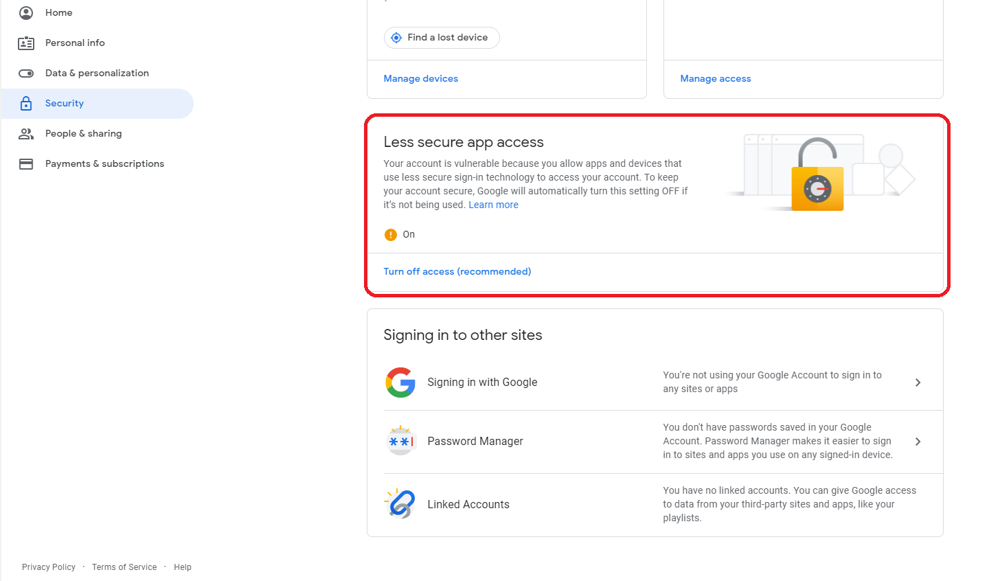 Home
Personal info
Data & personalization
Security
People & sharing
Payments & subscriptions
Find a lost device
Manage devices
Manage access
Less secure app access
Your account is vulnerable because you allow apps and devices that
use less secure sign-in technology to access your account. To keep
your account secure, Google will automatically turn this setting OFF if
it's not being used. Learn more
On
Turn off access (recommended)
Signing in to other sites
Signing in with Google
You're not using your Google Account to sign in to
any sites or apps
Password Manager
You don't have passwords saved in your Google
Account. Password Manager makes it easier to sign
in to sites and apps you use on any signed-in device.
Linked Accounts
You have no linked accounts. You can give Google access
to data from your third-party sites and apps, like your
playlists.
Privacy Policy · Terms of Service · Help